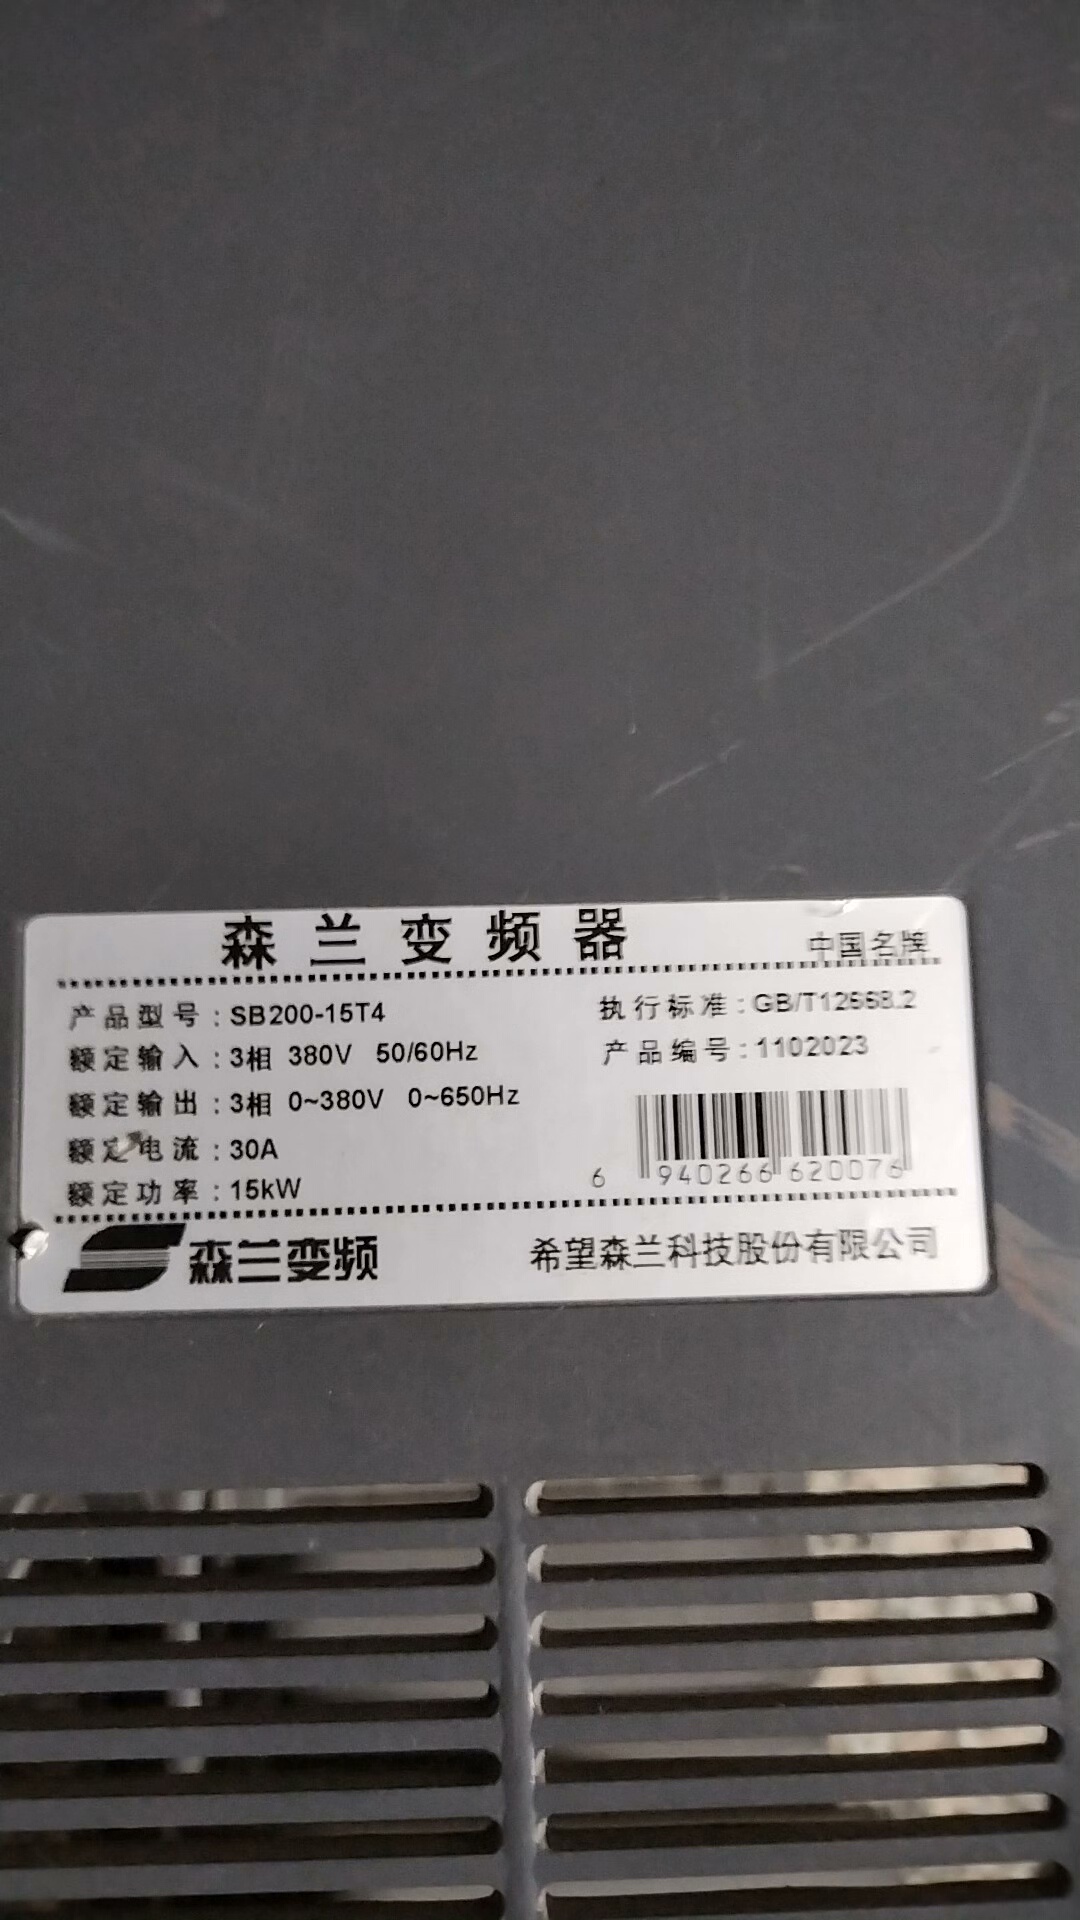 森兰变频器
中国名牌
产品型号:SB200-15T4
执行标准:GB/T12668.2
额定输入:3相 380V 50/60Hz
产品编号:1102023
额定输出:3相 0~380V 0~650Hz
额定电流:30A
额定功率:15kW
6 940266 620076
森兰变频
希望森兰科技股份有限公司